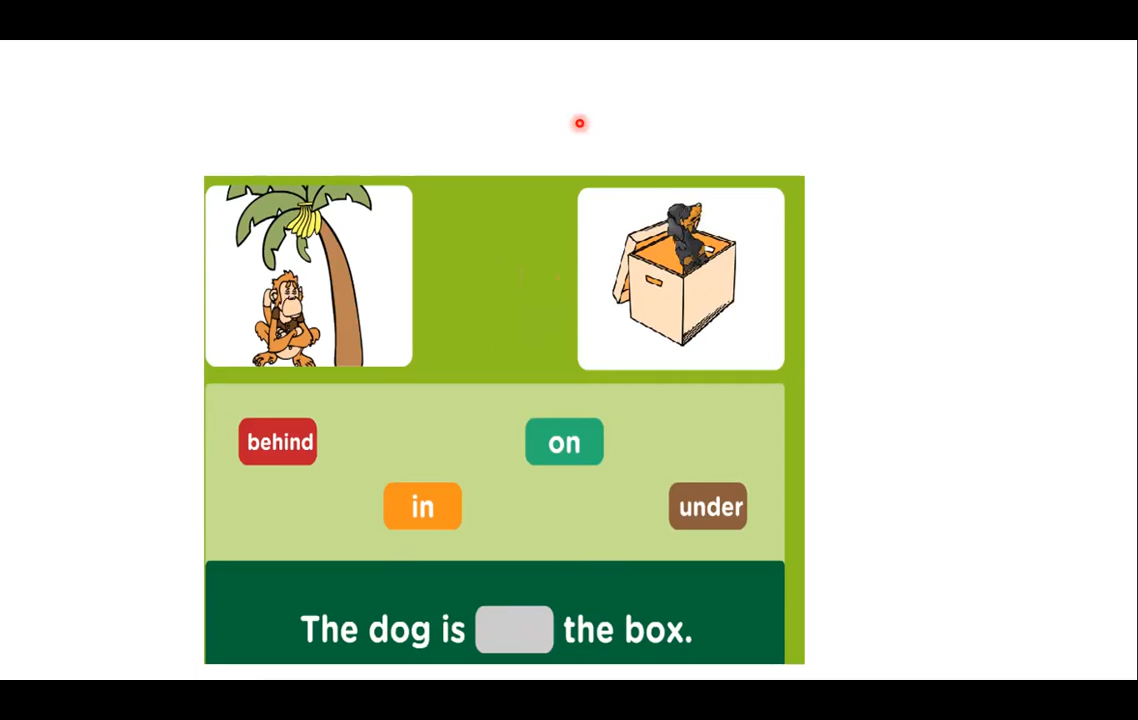 behind
on
in
under
The dog is the box.